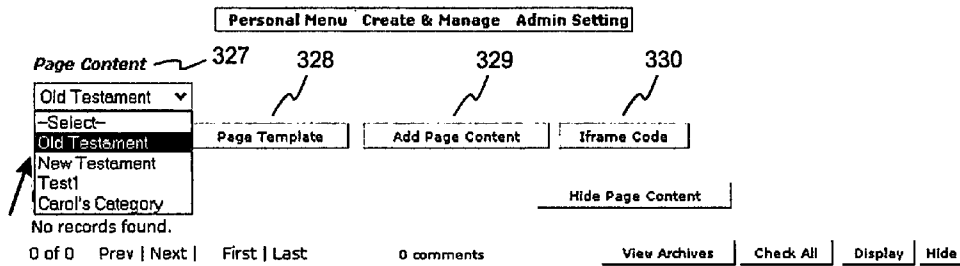 Personal Menu Create & Manage Admin Setting
Page Content 327 328 329 330
Old Testament
–Select–
Old Testament Page Template Add Page Content Iframe Code
New Testament
Test1
Carol's Category Hide Page Content
No records found.
0 of 0 Prev | Next | First | Last 0 comments View Archives Check All Display Hide